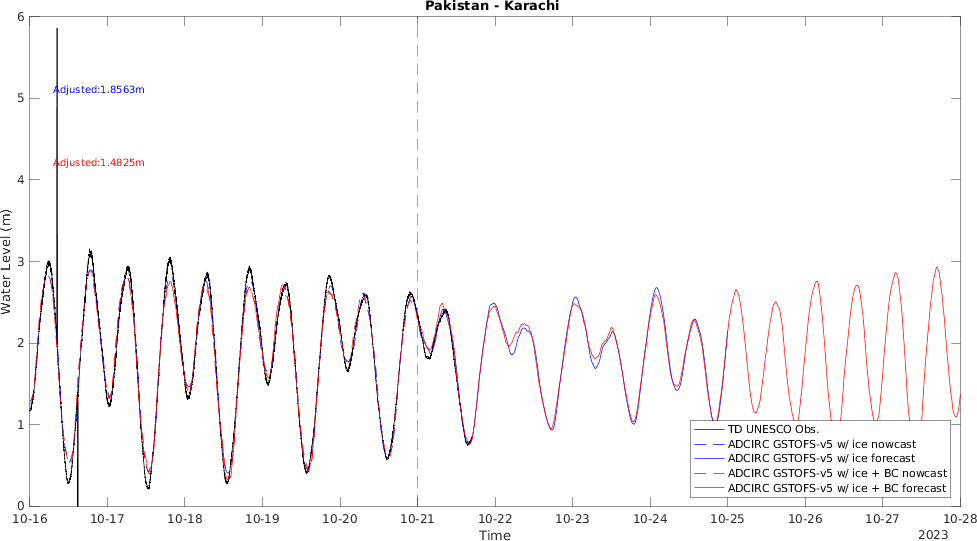 Pakistan - Karachi
6
5
4
3
2
1
0
Water Level (m)
Adjusted:1.8563m
Adjusted:1.4825m
TD UNESCO Obs.
ADCIRC GSTOFS-v5 w/ ice nowcast
ADCIRC GSTOFS-v5 w/ ice forecast
ADCIRC GSTOFS-v5 w/ ice + BC nowcast
ADCIRC GSTOFS-v5 w/ ice + BC forecast
10-16 10-17 10-18 10-19 10-20 10-21 10-22 10-23 10-24 10-25 10-26 10-27 10-28
Time
2023